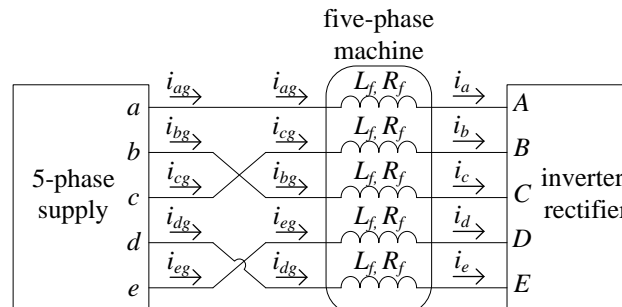 five-phase
machine
i_ag i_ag L_f, R_f i_a
a A
i_bg i_cg L_f, R_f i_b
b B
5-phase
supply
i_cg i_bg L_f, R_f i_c
c C
inverter
rectifier
i_dg i_eg L_f, R_f i_d
d D
i_eg i_dg L_f, R_f i_e
e E